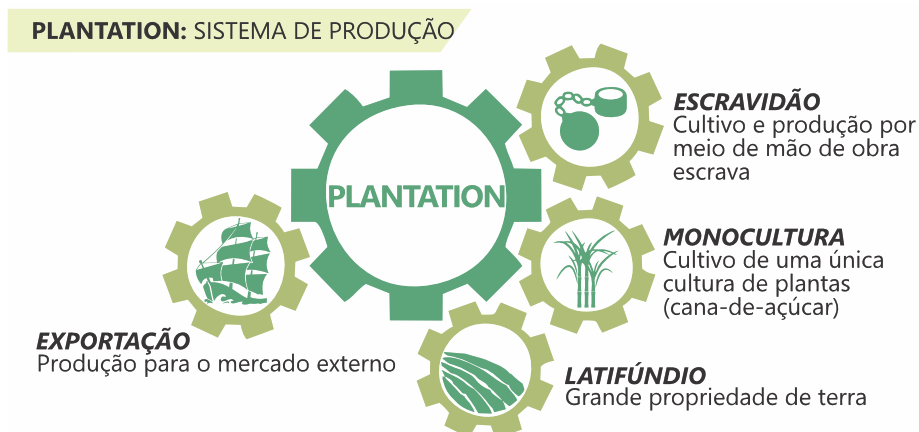 PLANTATION: SISTEMA DE PRODUÇÃO
PLANTATION
ESCRAVIDÃO
Cultivo e produção por
meio de mão de obra
escrava
MONOCULTURA
Cultivo de uma única
cultura de plantas
(cana-de-açúcar)
EXPORTAÇÃO
Produção para o mercado externo
LATIFÚNDIO
Grande propriedade de terra